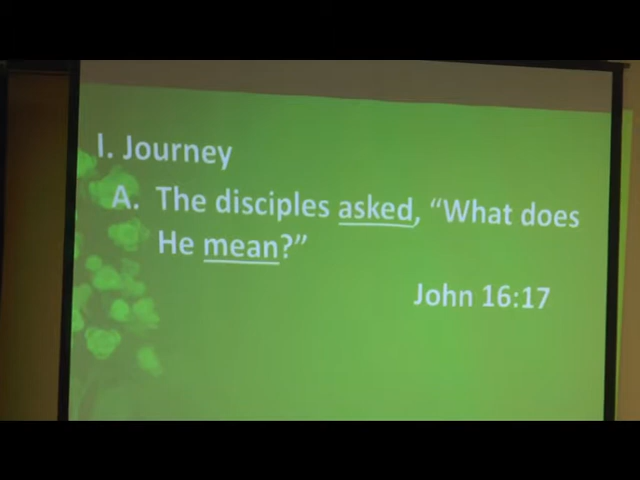 I. Journey
A. The disciples asked, “What does
He mean?”
John 16:17